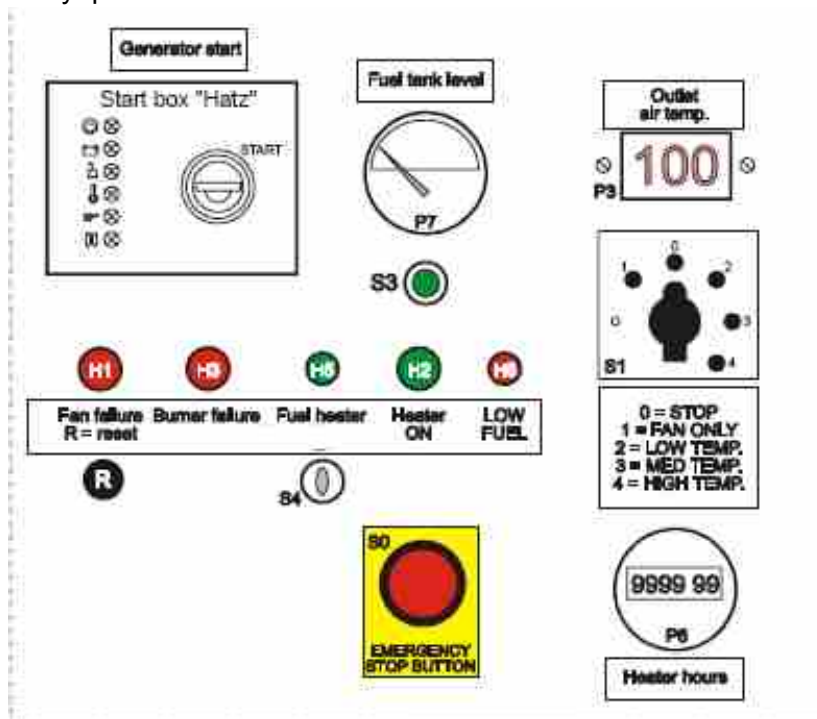 Generator start
Start box "Hatz"
START
Fuel tank level
P7
S3
Outlet
air temp.
100
P3
0
1
2
3
4
S1
H1
H3
H5
H2
Fan failure
R = reset
Burner failure
Fuel heater
Heater
ON
LOW
FUEL
R
S4
0 = STOP
1 = FAN ONLY
2 = LOW TEMP.
3 = MED TEMP.
4 = HIGH TEMP.
S0
EMERGENCY
STOP BUTTON
9999 99
P6
Heater hours